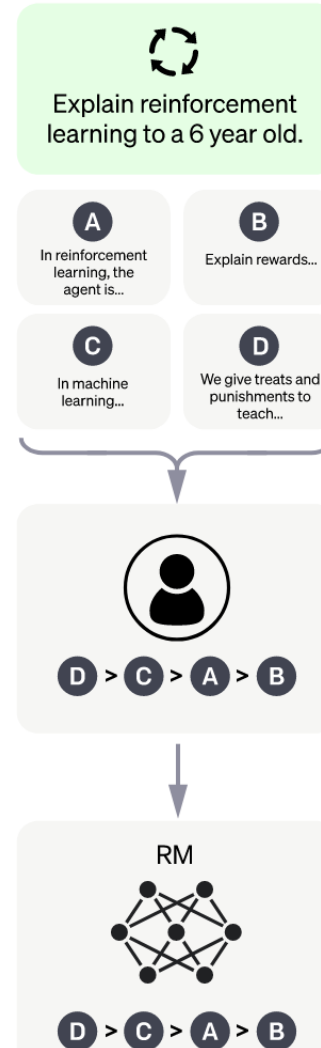 Explain reinforcement
learning to a 6 year old.
A
In reinforcement
learning, the
agent is...
B
Explain rewards...
C
In machine
learning...
D
We give treats and
punishments to
teach...
D > C > A > B
RM
D > C > A > B